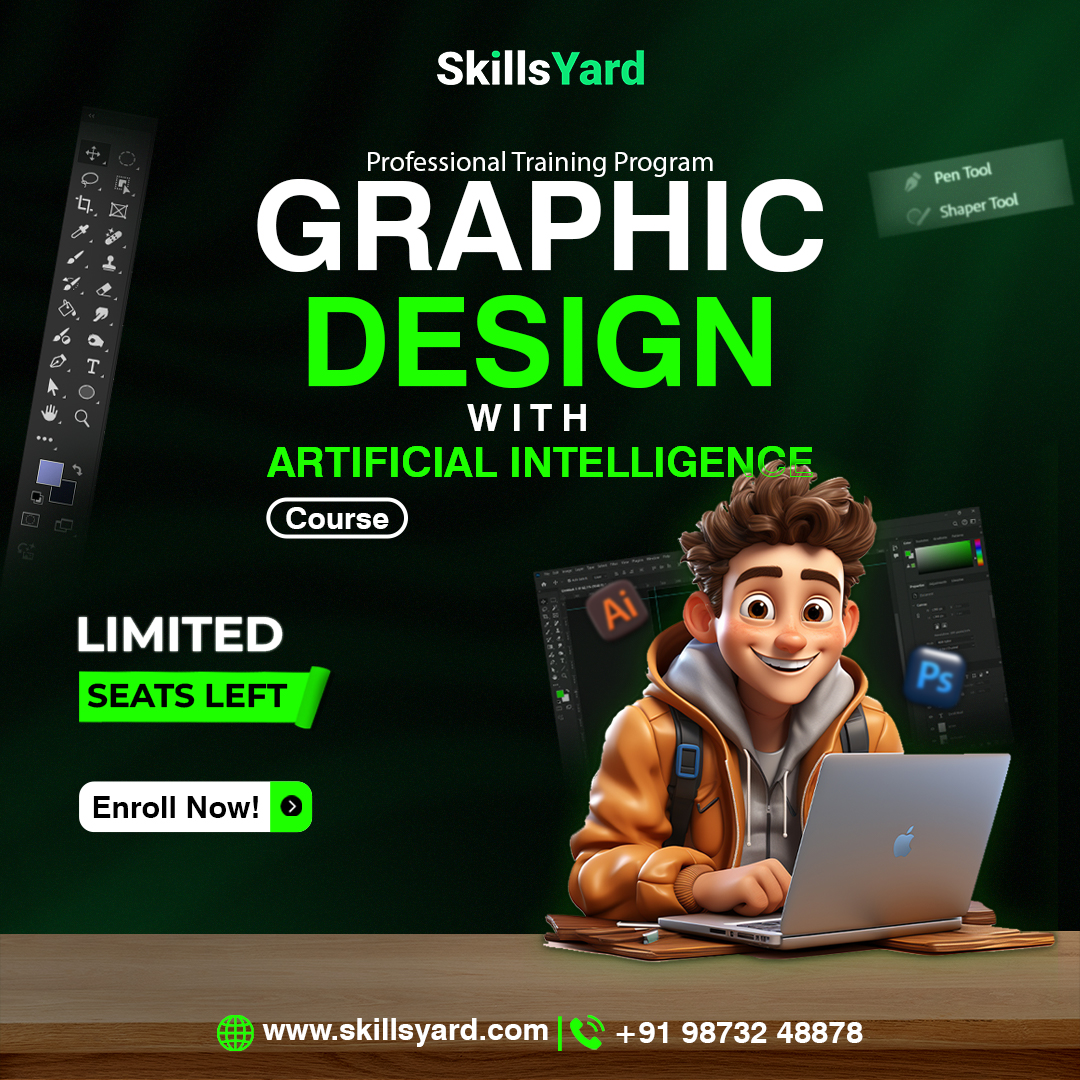 SkillsYard
Professional Training Program
GRAPHIC
DESIGN
WITH
ARTIFICIAL INTELLIGENCE
Course
Pen Tool
Shaper Tool
T
Ai
Ps
LIMITED
SEATS LEFT
Enroll Now!
www.skillsyard.com | +91 98732 48878